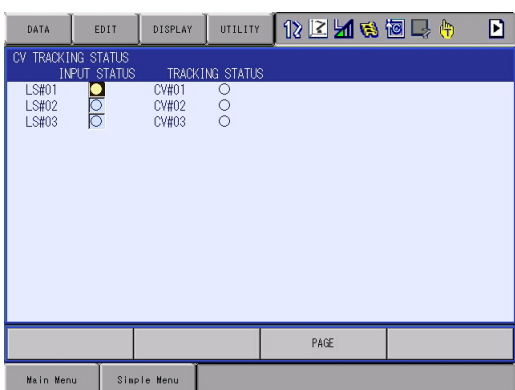 DATA EDIT DISPLAY UTILITY
CV TRACKING STATUS
INPUT STATUS TRACKING STATUS
LS#01 CV#01
LS#02 CV#02
LS#03 CV#03
PAGE
Main Menu Simple Menu